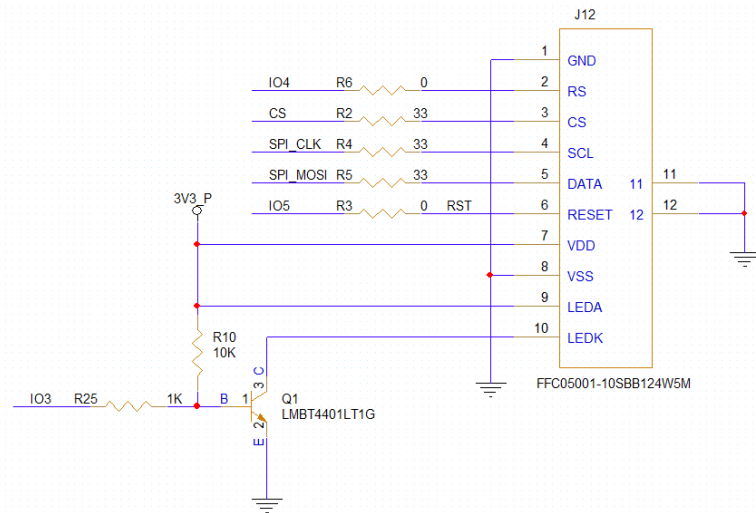 J12
1 GND
IO4 R6 0 2 RS
CS R2 33 3 CS
SPI_CLK R4 33 4 SCL
SPI_MOSI R5 33 5 DATA 11 11
3V3_P
IO5 R3 0 RST 6 RESET 12 12
7 VDD
8 VSS
9 LEDA
R10
10K
10 LEDK
FFC05001-10SBB124W5M
C
3
IO3 R25 1K B 1 Q1
LMBT4401LT1G
2
E